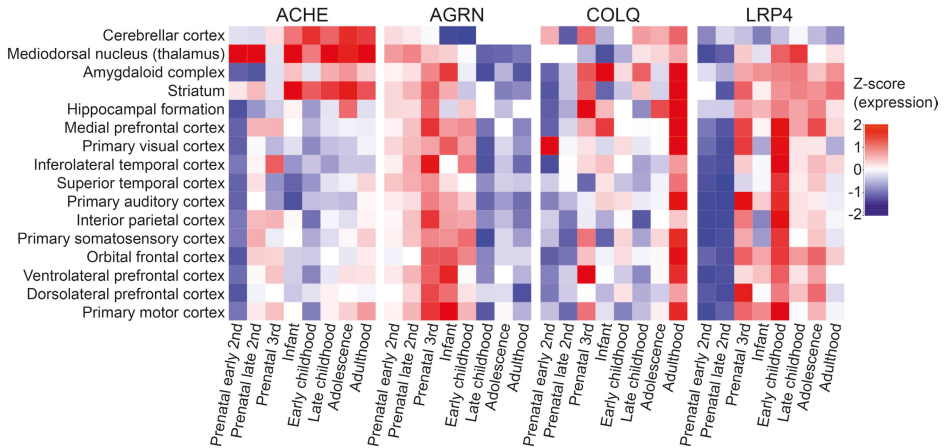 ACHE AGRN COLQ LRP4
Cerebrellar cortex
Mediodorsal nucleus (thalamus)
Amygdaloid complex
Striatum
Hippocampal formation
Medial prefrontal cortex
Primary visual cortex
Inferolateral temporal cortex
Superior temporal cortex
Primary auditory cortex
Interior parietal cortex
Primary somatosensory cortex
Orbital frontal cortex
Ventrolateral prefrontal cortex
Dorsolateral prefrontal cortex
Primary motor cortex
Z-score
(expression)
2
1
0
-1
-2
Prenatal early 2nd
Prenatal late 2nd
Prenatal 3rd
Infant
Early childhood
Late childhood
Adolescence
Adulthood
Prenatal early 2nd
Prenatal late 2nd
Prenatal 3rd
Infant
Early childhood
Late childhood
Adolescence
Adulthood
Prenatal early 2nd
Prenatal late 2nd
Prenatal 3rd
Infant
Early childhood
Late childhood
Adolescence
Adulthood
Prenatal early 2nd
Prenatal late 2nd
Prenatal 3rd
Infant
Early childhood
Late childhood
Adolescence
Adulthood